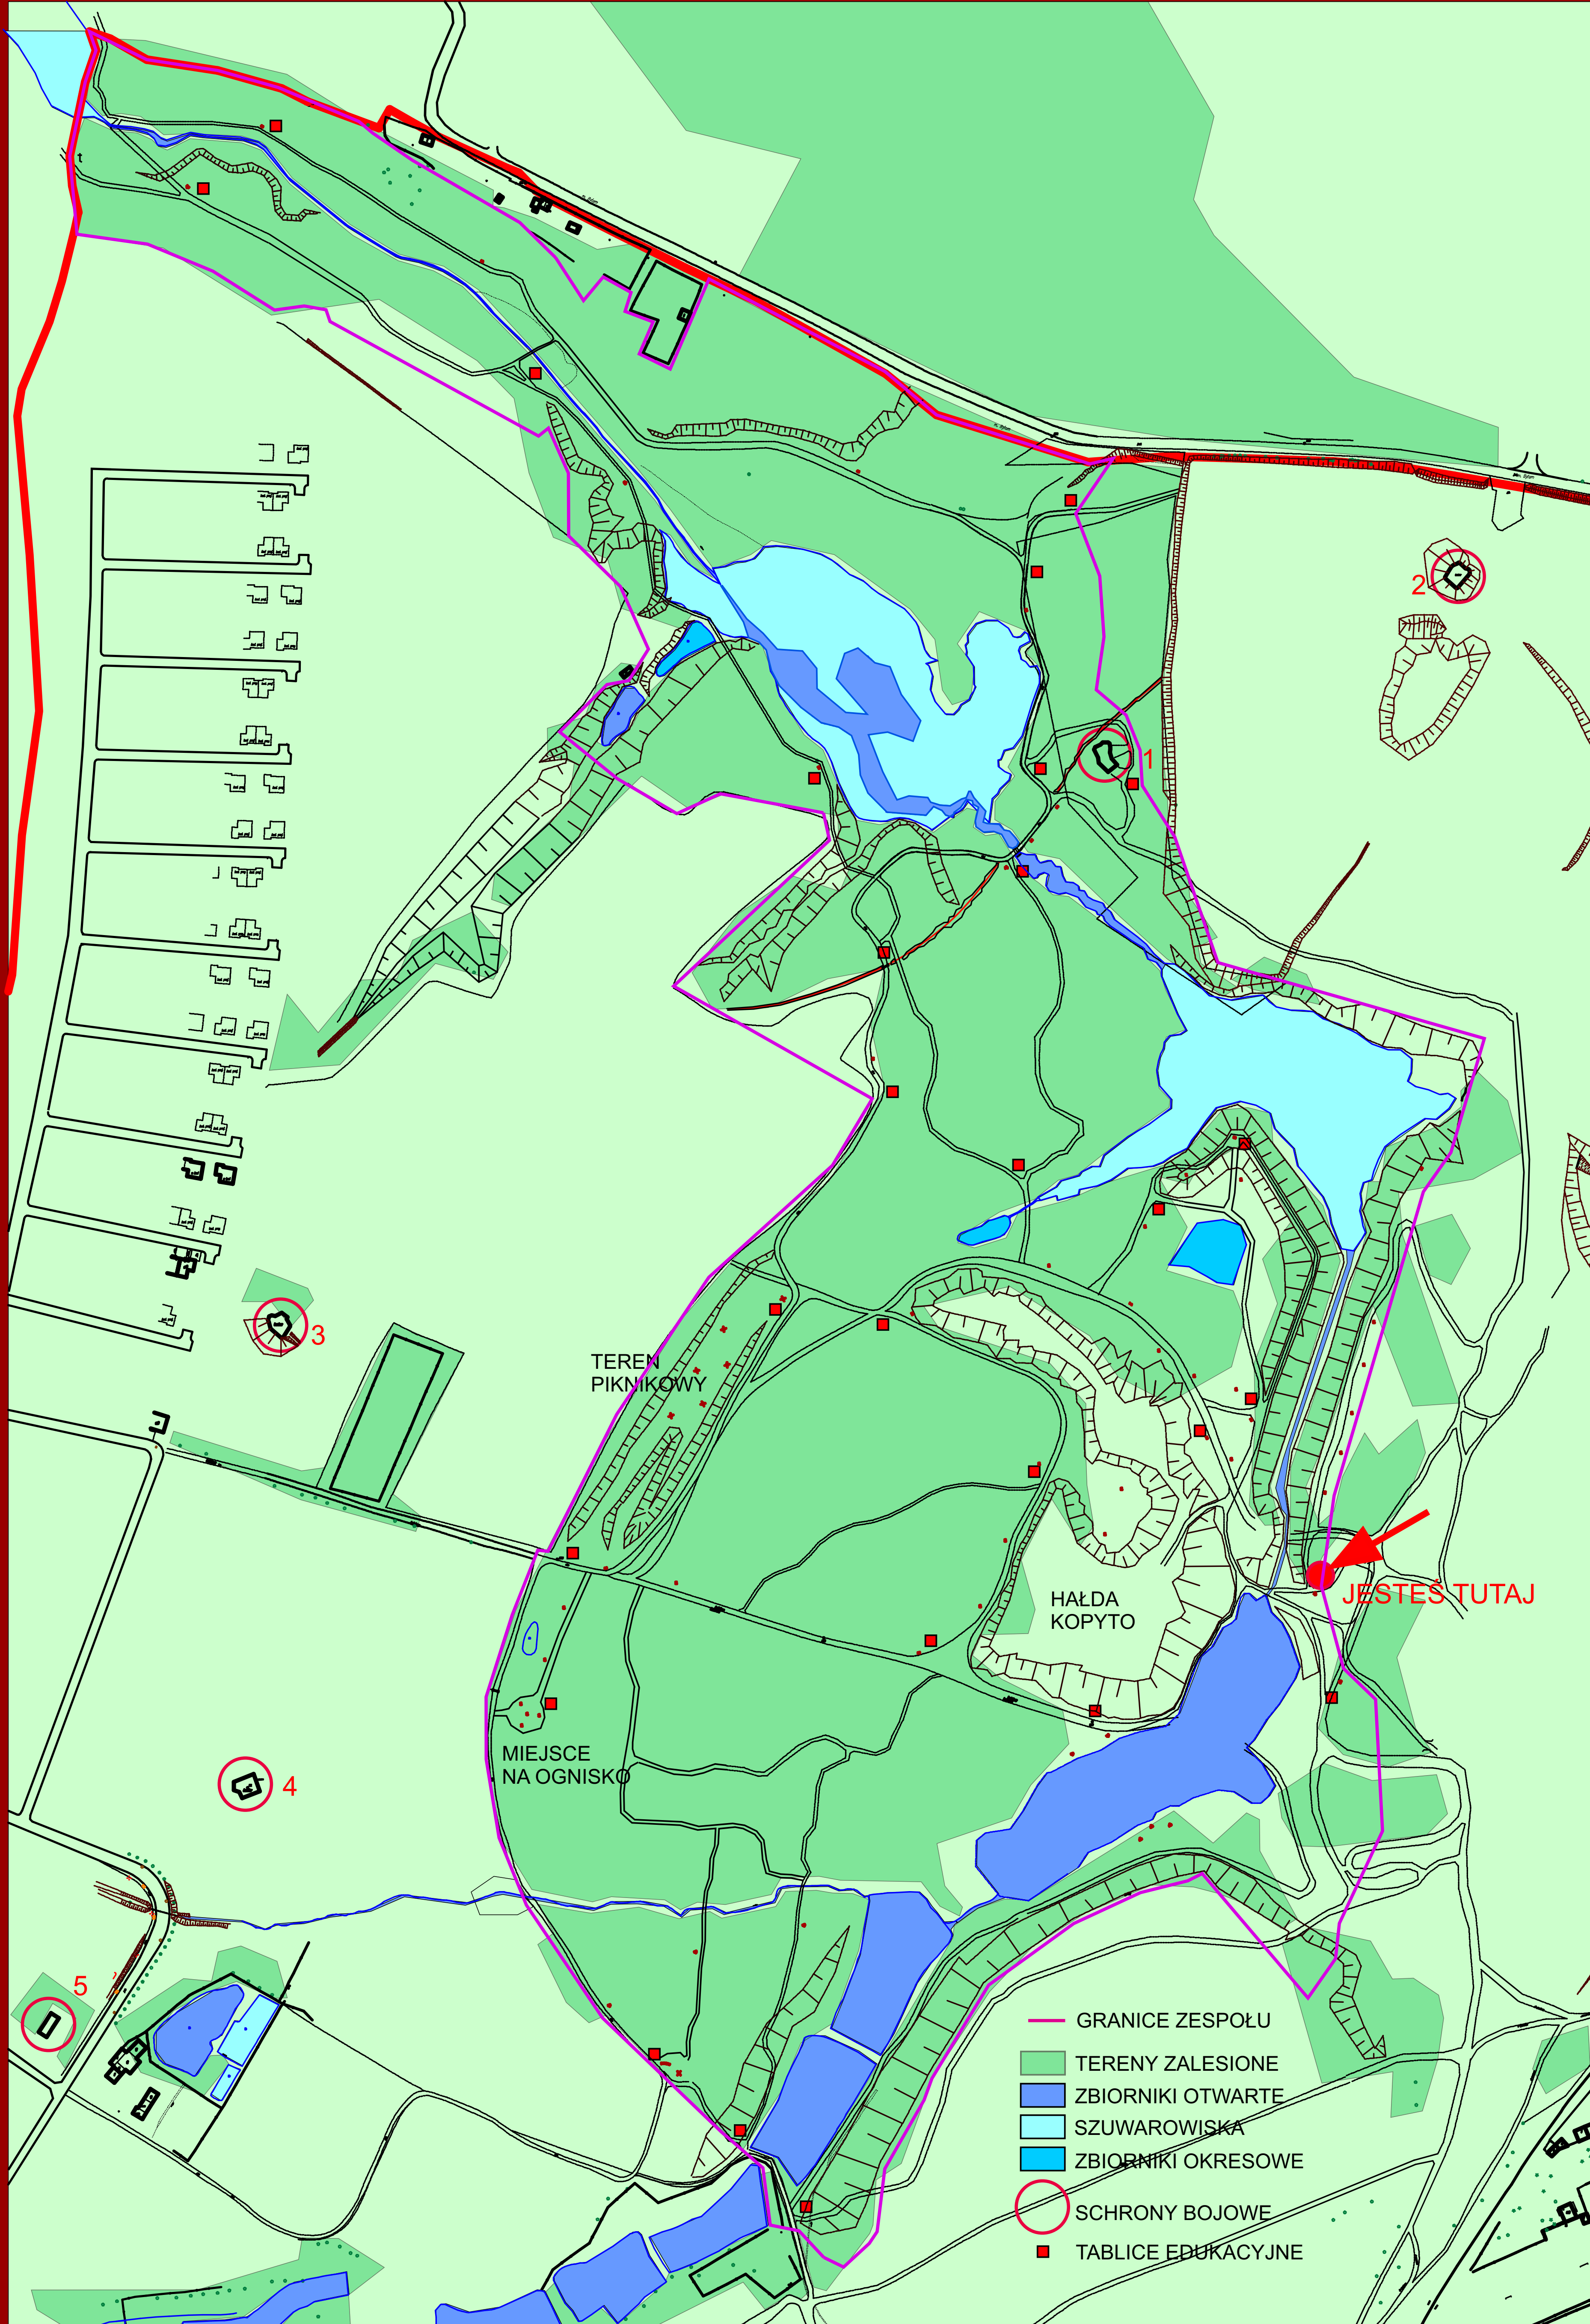 2
1
3
TEREN
PIKNIKOWY
JESTEŚ TUTAJ
HAŁDA
KOPYTO
MIEJSCE
NA OGNISKO
4
5
GRANICE ZESPOŁU
TERENY ZALESIONE
ZBIORNIKI OTWARTE
SZUWAROWISKA
ZBIORNIKI OKRESOWE
SCHRONY BOJOWE
TABLICE EDUKACYJNE